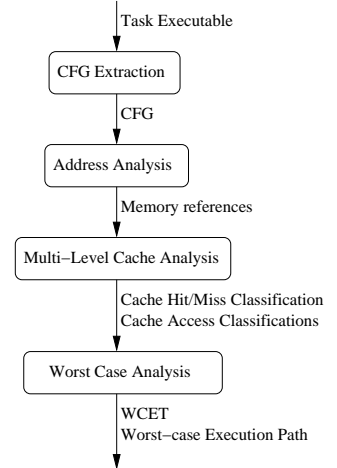 Task Executable
CFG Extraction
CFG
Address Analysis
Memory references
Multi−Level Cache Analysis
Cache Hit/Miss Classification
Cache Access Classifications
Worst Case Analysis
WCET
Worst−case Execution Path